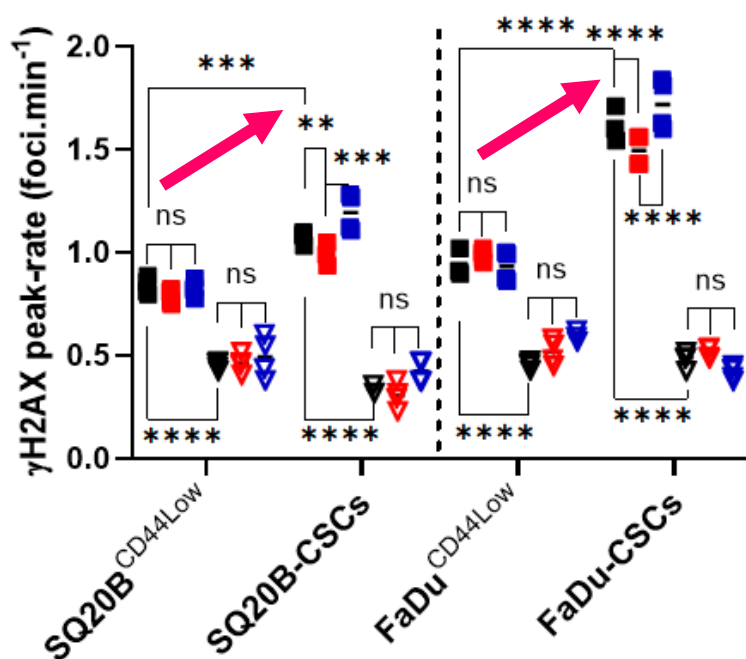 γH2AX peak-rate (foci.min⁻¹)
2.0
1.5
1.0
0.5
0.0
***
**
***
ns
ns
ns
****
****
****
****
****
ns
ns
ns
****
****
SQ20B^CD44Low
SQ20B-CSCs
FaDu^CD44Low
FaDu-CSCs